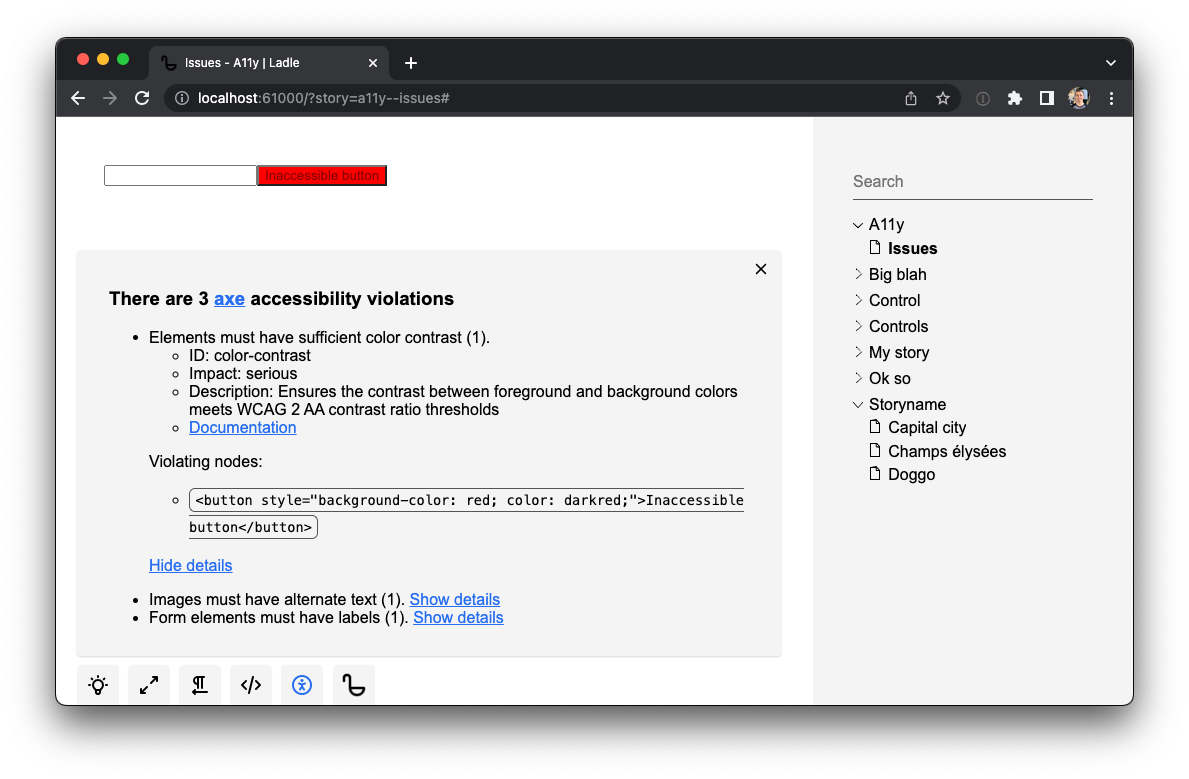 Issues - A11y | Ladle
localhost:61000/?story=a11y--issues#
Inaccessible button
There are 3 axe accessibility violations
Elements must have sufficient color contrast (1).
ID: color-contrast
Impact: serious
Description: Ensures the contrast between foreground and background colors
meets WCAG 2 AA contrast ratio thresholds
Documentation
Violating nodes:
<button style="background-color: red; color: darkred;">Inaccessible
button</button>
Hide details
Images must have alternate text (1). Show details
Form elements must have labels (1). Show details
Search
A11y
Issues
Big blah
Control
Controls
My story
Ok so
Storyname
Capital city
Champs élysées
Doggo